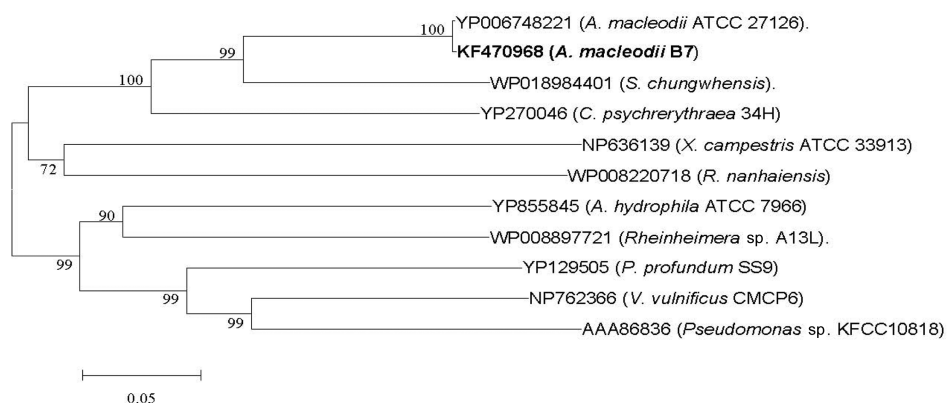 YP006748221 (A. macleodii ATCC 27126).
100
KF470968 (A. macleodii B7)
99
WP018984401 (S. chungwhensis).
100
YP270046 (C. psychrerythraea 34H)
NP636139 (X. campestris ATCC 33913)
72
WP008220718 (R. nanhaiensis)
YP855845 (A. hydrophila ATCC 7966)
90
WP008897721 (Rheinheimera sp. A13L).
99
YP129505 (P. profundum SS9)
99
NP762366 (V. vulnificus CMCP6)
99
AAA86836 (Pseudomonas sp. KFCC10818)
0.05